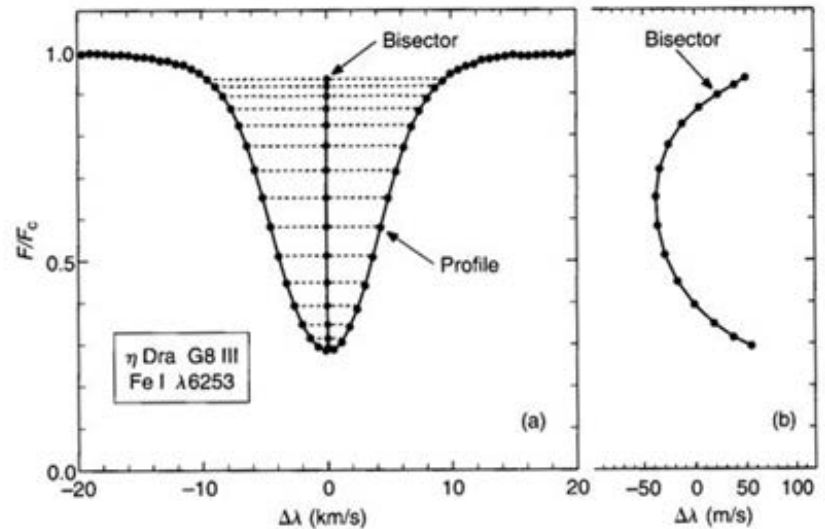 Bisector
1.0
0.5
0.0
F/Fc
Profile
η Dra G8 III
Fe I λ6253
(a)
−20 −10 0 10 20
Δλ (km/s)
Bisector
(b)
−50 0 50 100
Δλ (m/s)